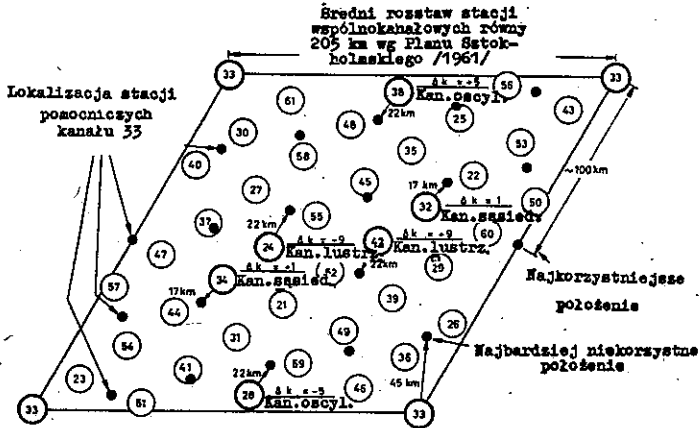 Średni rozstaw stacji
wspólnokanałowych równy
205 km wg Planu Sztok-
holmskiego /1961/
33
33
Lokalizacja stacji
pomocniczych
kanału 33
38
Δk = +5
Kan.oscyl.
56
61
22km
25
43
30
48
58
35
53
40
~100km
27
45
22
17 km
37
22km
55
32
Δk = 1
Kan.sąsied.
50
47
24
Δk = -9
Kan.lustrz.
42
Δk = +9
Kan.lustrz.
60
57
34
Δk = +1
Kan.sąsied.
52
22km
29
Najkorzystniejsze
położenie
17km
44
21
39
54
31
49
26
Najbardziej niekorzystne
położenie
41
59
36
23
22km
45 km
28
Δk = -5
Kan.oscyl.
46
33
51
33